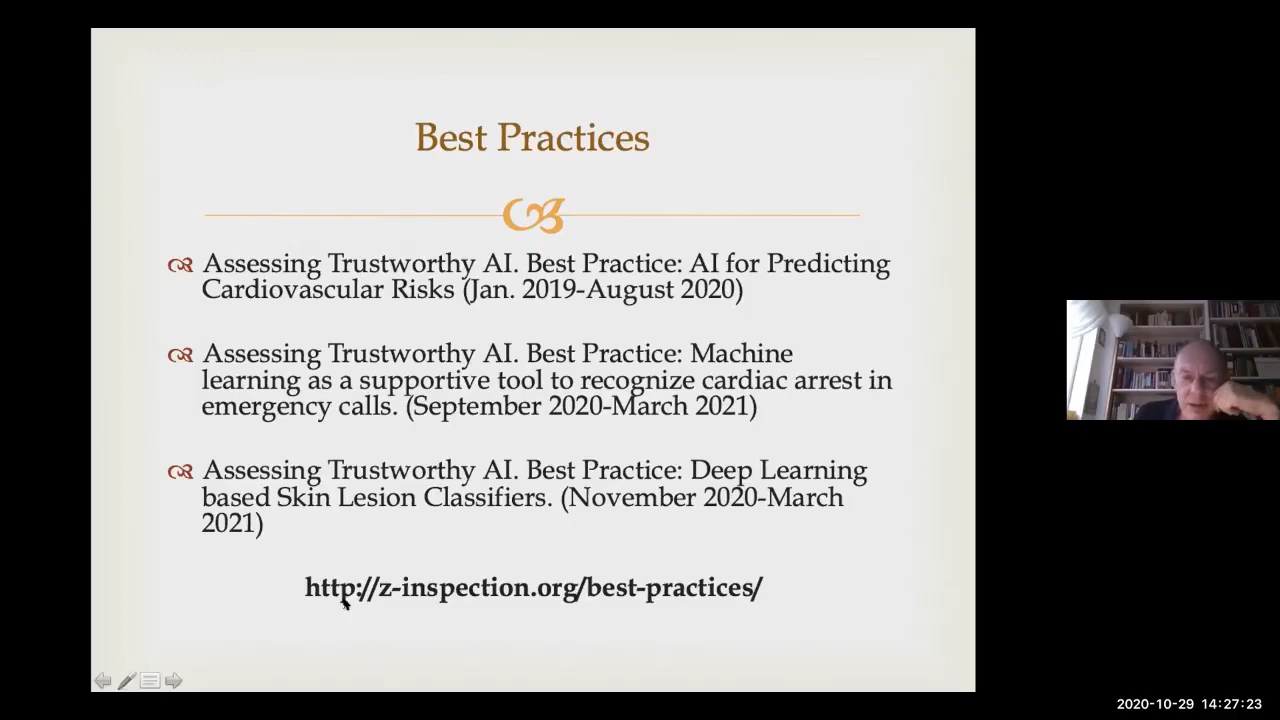 Best Practices
Assessing Trustworthy AI. Best Practice: AI for Predicting
Cardiovascular Risks (Jan. 2019-August 2020)
Assessing Trustworthy AI. Best Practice: Machine
learning as a supportive tool to recognize cardiac arrest in
emergency calls. (September 2020-March 2021)
Assessing Trustworthy AI. Best Practice: Deep Learning
based Skin Lesion Classifiers. (November 2020-March
2021)
http://z-inspection.org/best-practices/
2020-10-29 14:27:23